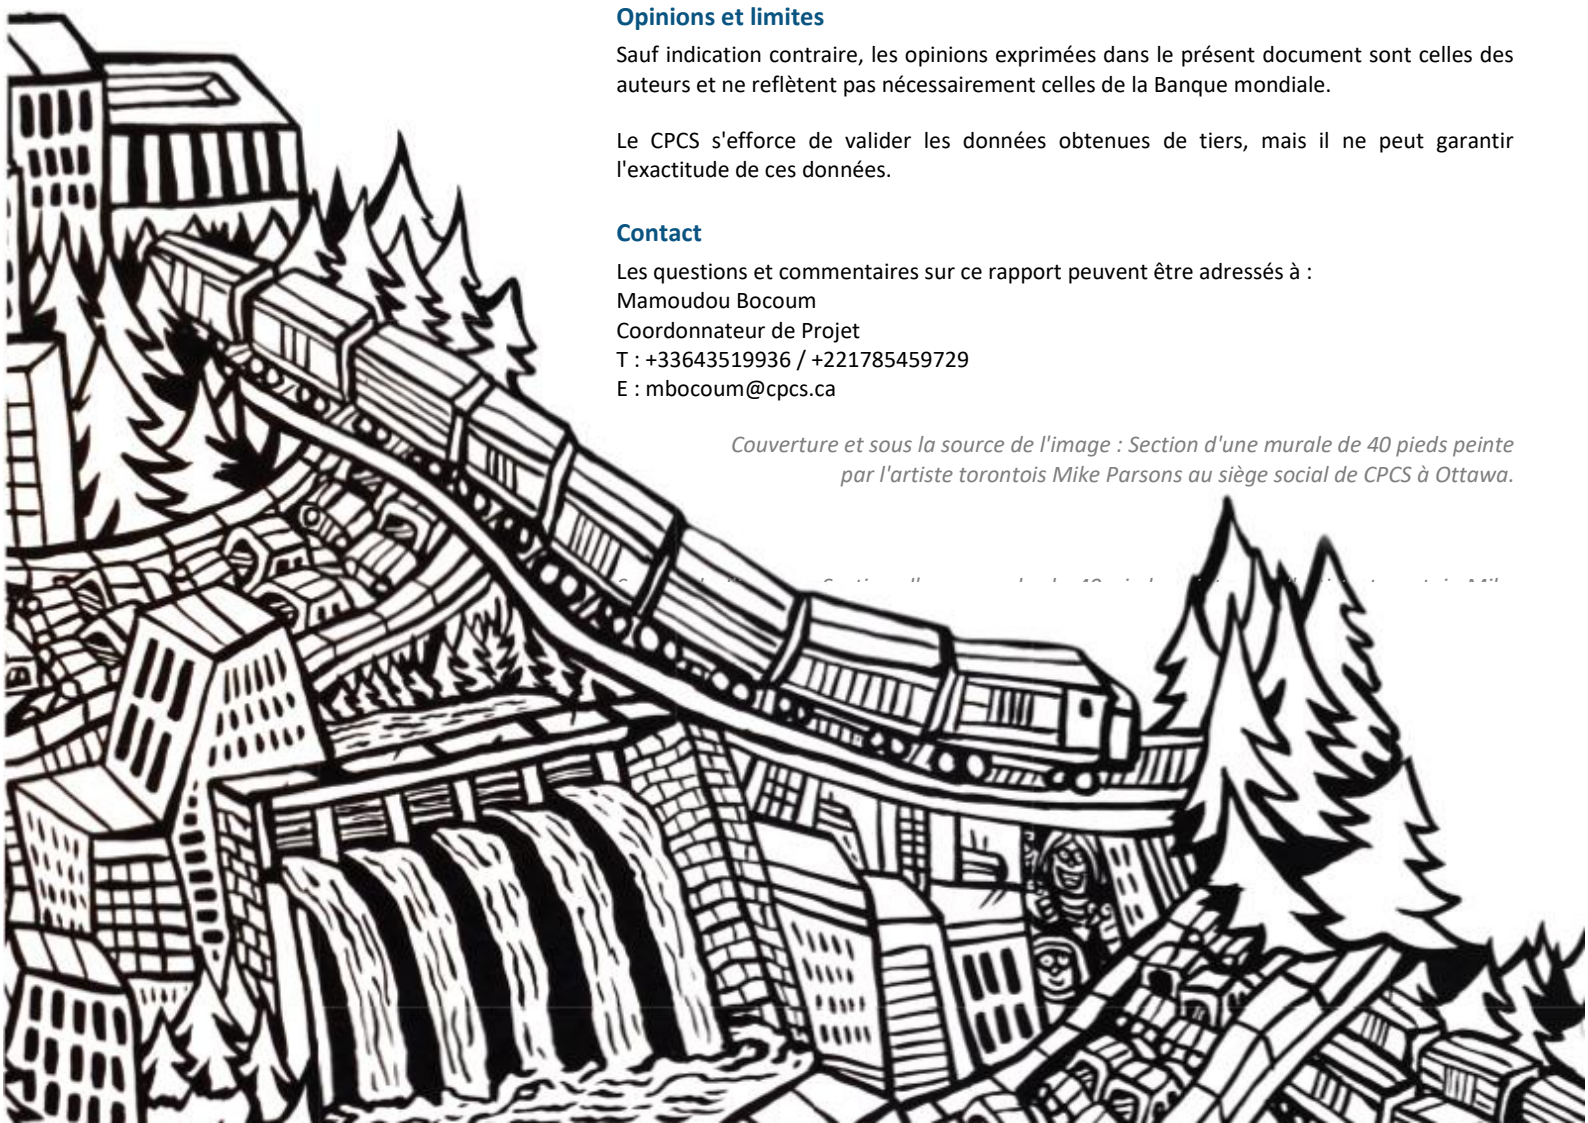 Opinions et limites
Sauf indication contraire, les opinions exprimées dans le présent document sont celles des
auteurs et ne reflètent pas nécessairement celles de la Banque mondiale.
Le CPCS s'efforce de valider les données obtenues de tiers, mais il ne peut garantir
l'exactitude de ces données.
Contact
Les questions et commentaires sur ce rapport peuvent être adressés à :
Mamoudou Bocoum
Coordonnateur de Projet
T : +33643519936 / +221785459729
E : mbocoum@cpcs.ca
Couverture et sous la source de l'image : Section d'une murale de 40 pieds peinte
par l'artiste torontois Mike Parsons au siège social de CPCS à Ottawa.